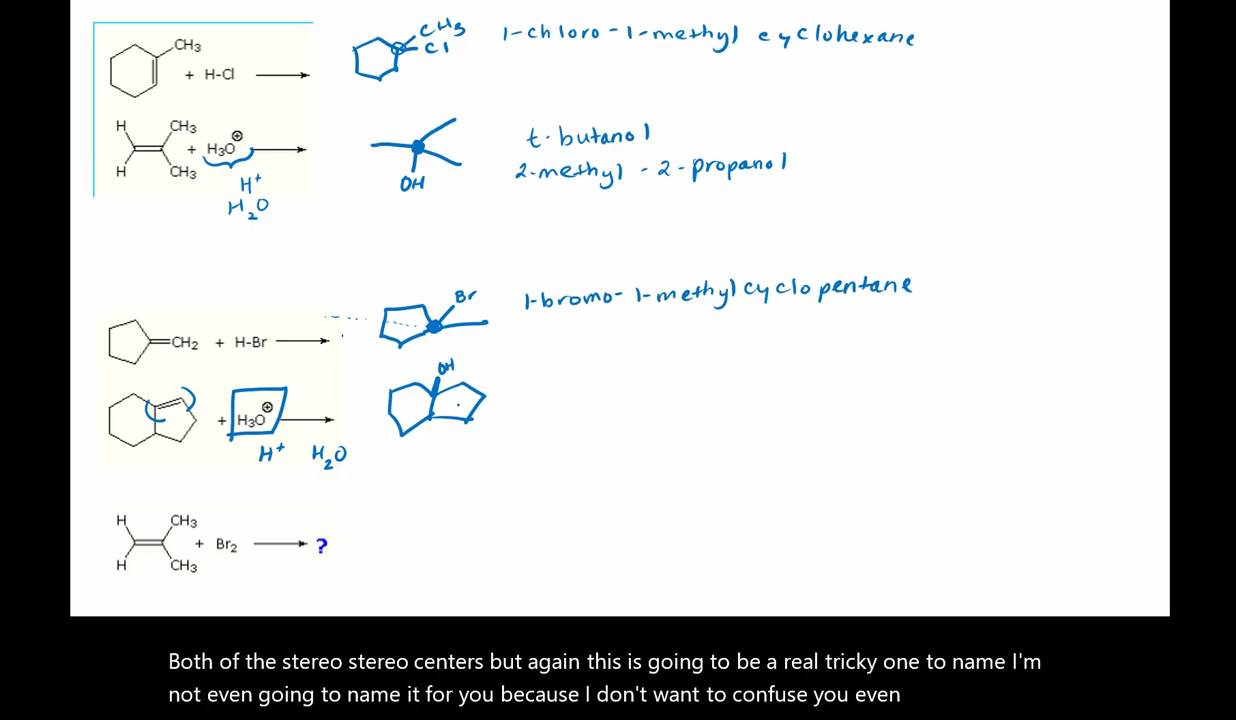 CH3
+ H-Cl
CH3
Cl
1-chloro-1-methyl cyclohexane
H CH3
+ H3O ⊕
H CH3
H+
H2O
OH
t-butanol
2-methyl-2-propanol
=CH2 + H-Br
Br
1-bromo-1-methylcyclopentane
+ H3O ⊕
H+ H2O
OH
H CH3
+ Br2 ?
H CH3
Both of the stereo stereo centers but again this is going to be a real tricky one to name I'm
not even going to name it for you because I don't want to confuse you even